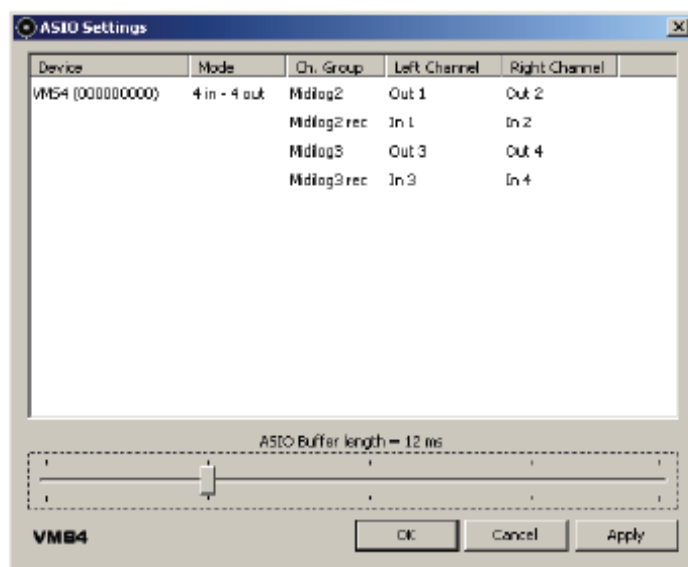 ASIO Settings
Device Mode Ch. Group Left Channel Right Channel
VMS4 (000000000) 4 in - 4 out Midilog2 Out 1 Out 2
Midilog2 rec In 1 In 2
Midilog3 Out 3 Out 4
Midilog3 rec In 3 In 4
ASIO Buffer length = 12 ms
VMS4 OK Cancel Apply